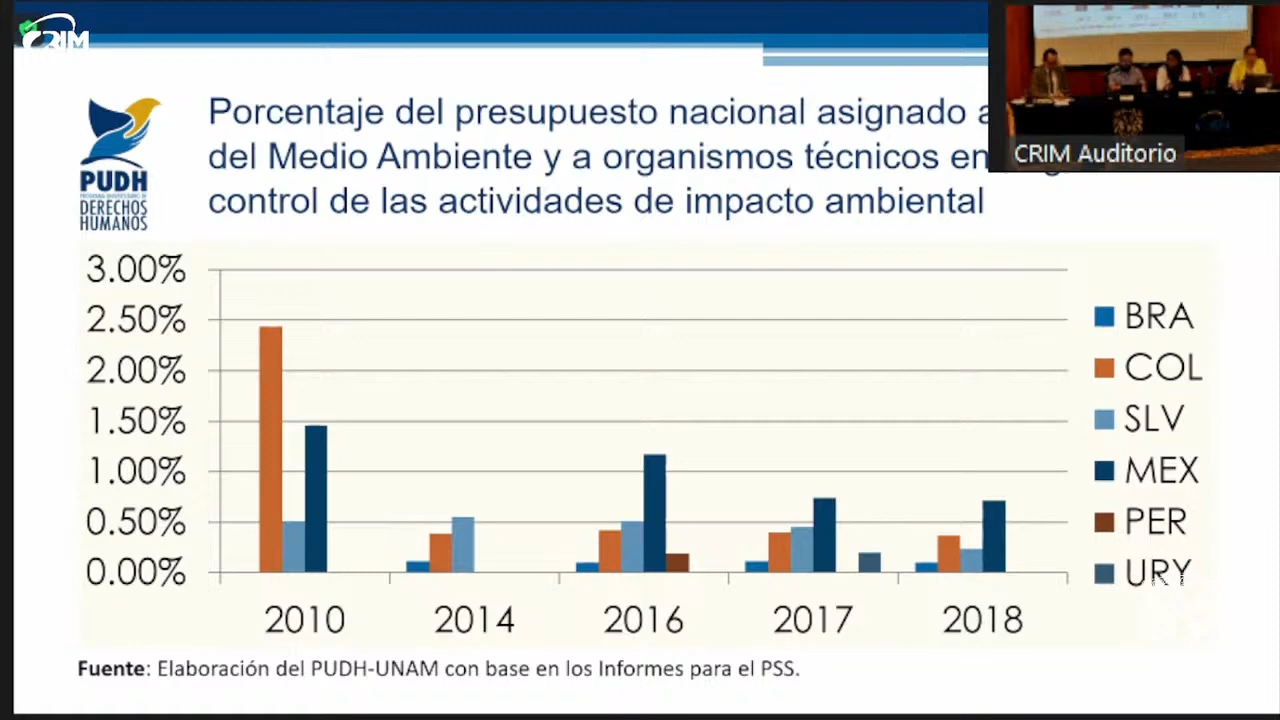 CRIM
Porcentaje del presupuesto nacional asignado a
del Medio Ambiente y a organismos técnicos en
control de las actividades de impacto ambiental
CRIM Auditorio
PUDH
PROGRAMA UNIVERSITARIO DE
DERECHOS
HUMANOS
3.00%
2.50%
2.00%
1.50%
1.00%
0.50%
0.00%
2010 2014 2016 2017 2018
BRA
COL
SLV
MEX
PER
URY
Fuente: Elaboración del PUDH-UNAM con base en los Informes para el PSS.